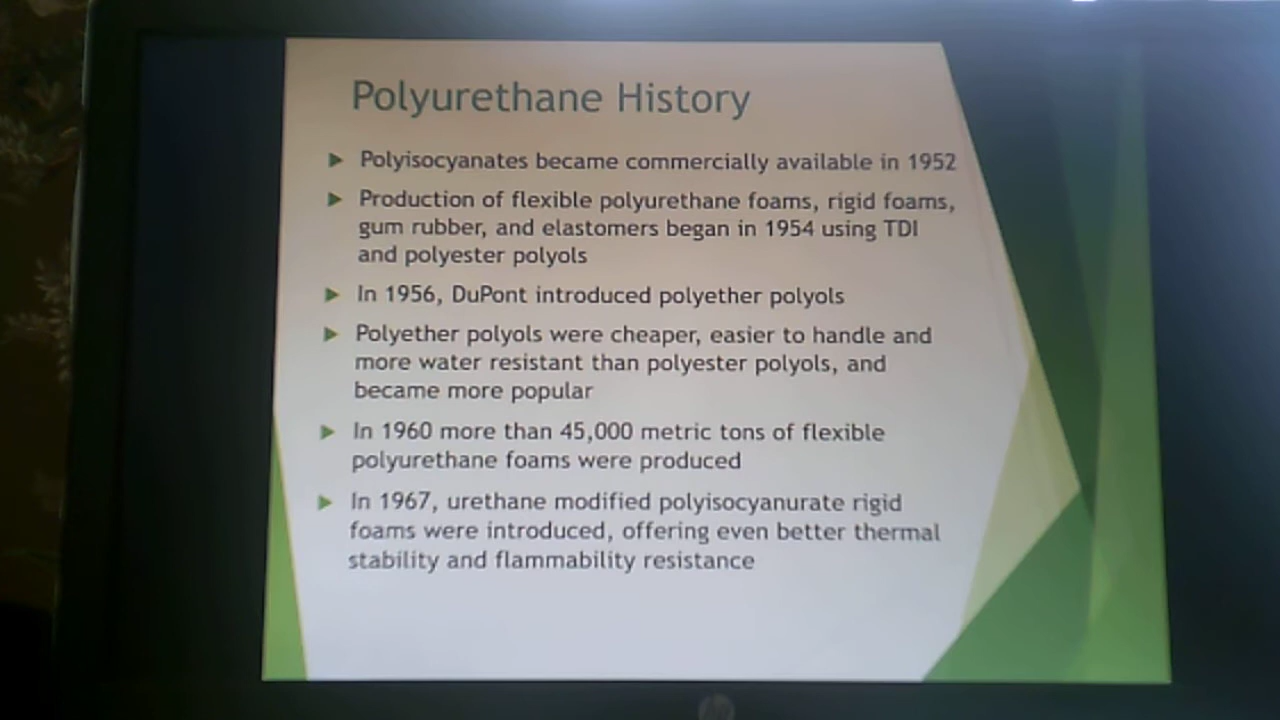 Polyurethane History
Polyisocyanates became commercially available in 1952
Production of flexible polyurethane foams, rigid foams,
gum rubber, and elastomers began in 1954 using TDI
and polyester polyols
In 1956, DuPont introduced polyether polyols
Polyether polyols were cheaper, easier to handle and
more water resistant than polyester polyols, and
became more popular
In 1960 more than 45,000 metric tons of flexible
polyurethane foams were produced
In 1967, urethane modified polyisocyanurate rigid
foams were introduced, offering even better thermal
stability and flammability resistance